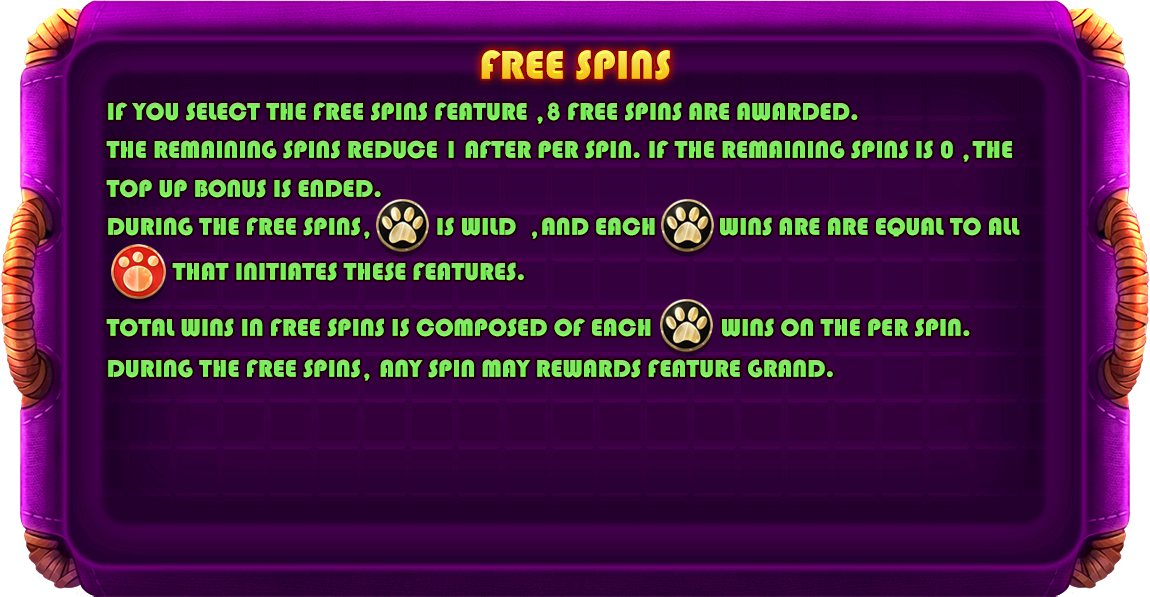 FREE SPINS
IF YOU SELECT THE FREE SPINS FEATURE ,8 FREE SPINS ARE AWARDED.
THE REMAINING SPINS REDUCE 1 AFTER PER SPIN. IF THE REMAINING SPINS IS 0 ,THE
TOP UP BONUS IS ENDED.
DURING THE FREE SPINS, IS WILD ,AND EACH WINS ARE ARE EQUAL TO ALL
THAT INITIATES THESE FEATURES.
TOTAL WINS IN FREE SPINS IS COMPOSED OF EACH WINS ON THE PER SPIN.
DURING THE FREE SPINS, ANY SPIN MAY REWARDS FEATURE GRAND.